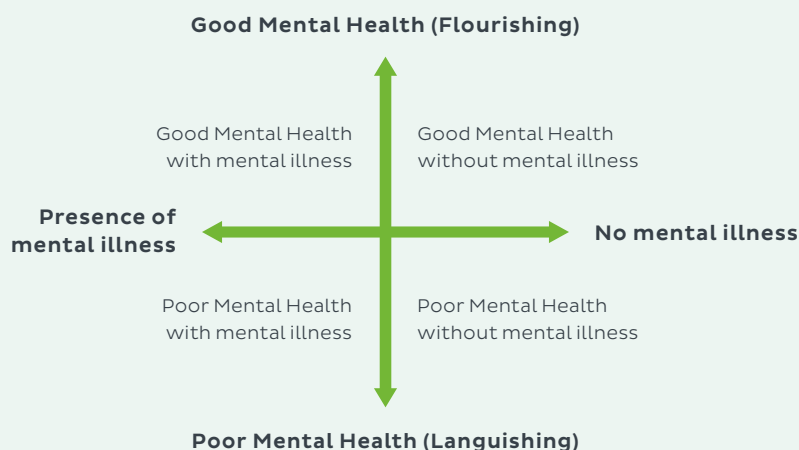 Good Mental Health (Flourishing)
Good Mental Health
with mental illness
Good Mental Health
without mental illness
Presence of
mental illness
No mental illness
Poor Mental Health
with mental illness
Poor Mental Health
without mental illness
Poor Mental Health (Languishing)